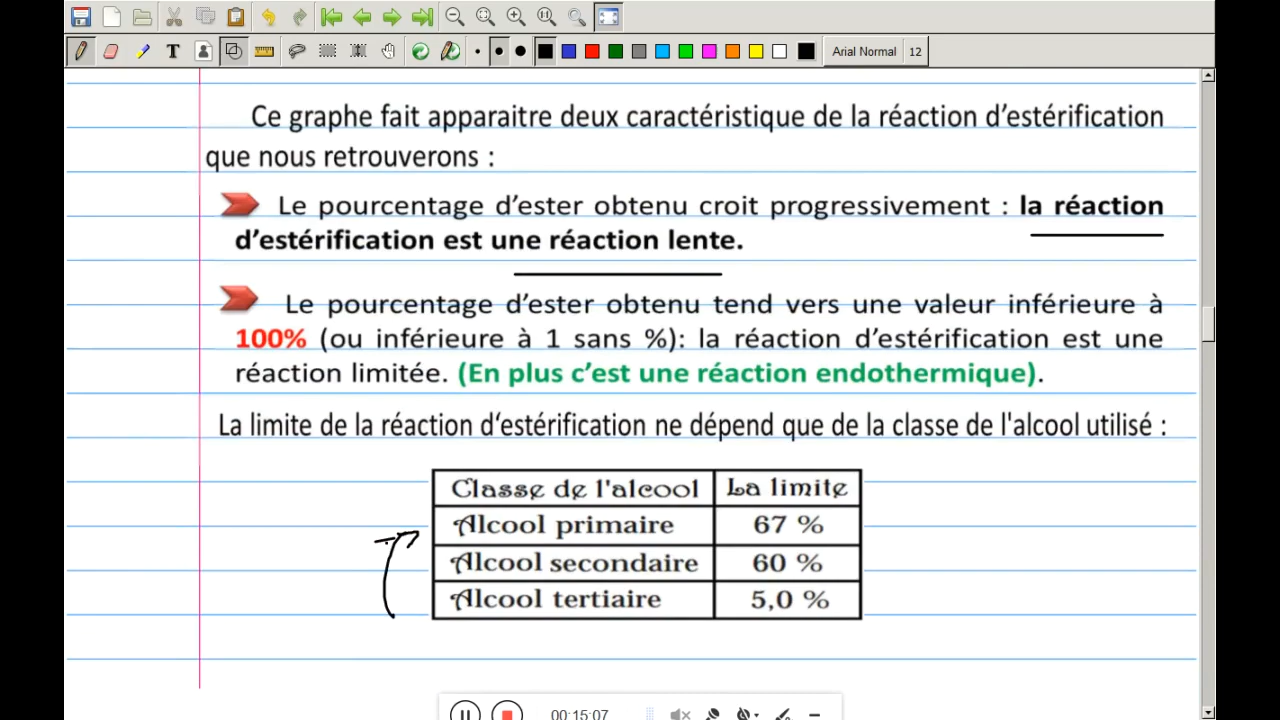 Arial Normal 12
Ce graphe fait apparaitre deux caractéristique de la réaction d’estérification
que nous retrouverons :
Le pourcentage d’ester obtenu croit progressivement : la réaction
d’estérification est une réaction lente.
Le pourcentage d’ester obtenu tend vers une valeur inférieure à
100% (ou inférieure à 1 sans %): la réaction d’estérification est une
réaction limitée. (En plus c’est une réaction endothermique).
La limite de la réaction d‘estérification ne dépend que de la classe de l'alcool utilisé :
Classe de l'alcool La limite
Alcool primaire 67 %
Alcool secondaire 60 %
Alcool tertiaire 5,0 %
00:15:07